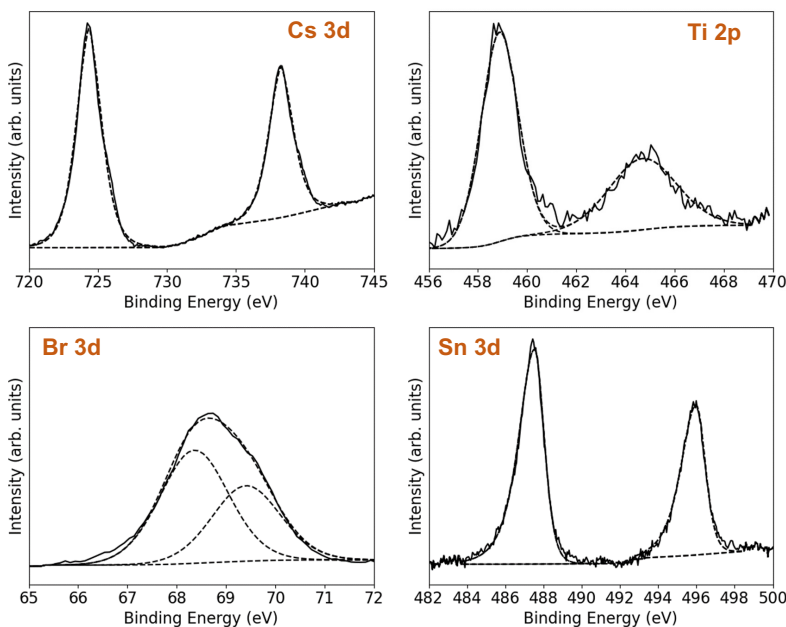 Cs 3d
Intensity (arb. units)
720 725 730 735 740 745
Binding Energy (eV)
Ti 2p
Intensity (arb. units)
456 458 460 462 464 466 468 470
Binding Energy (eV)
Br 3d
Intensity (arb. units)
65 66 67 68 69 70 71 72
Binding Energy (eV)
Sn 3d
Intensity (arb. units)
482 484 486 488 490 492 494 496 498 500
Binding Energy (eV)